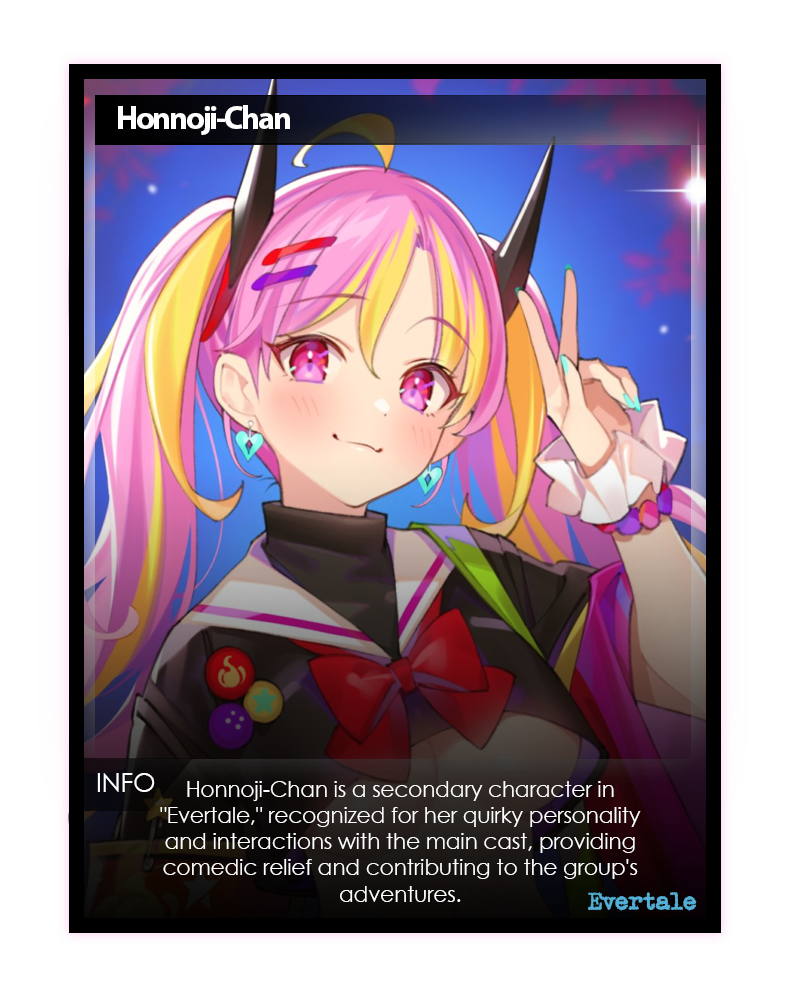 Honnoji-Chan
INFO
Honnoji-Chan is a secondary character in
"Evertale," recognized for her quirky personality
and interactions with the main cast, providing
comedic relief and contributing to the group's
adventures.
Evertale